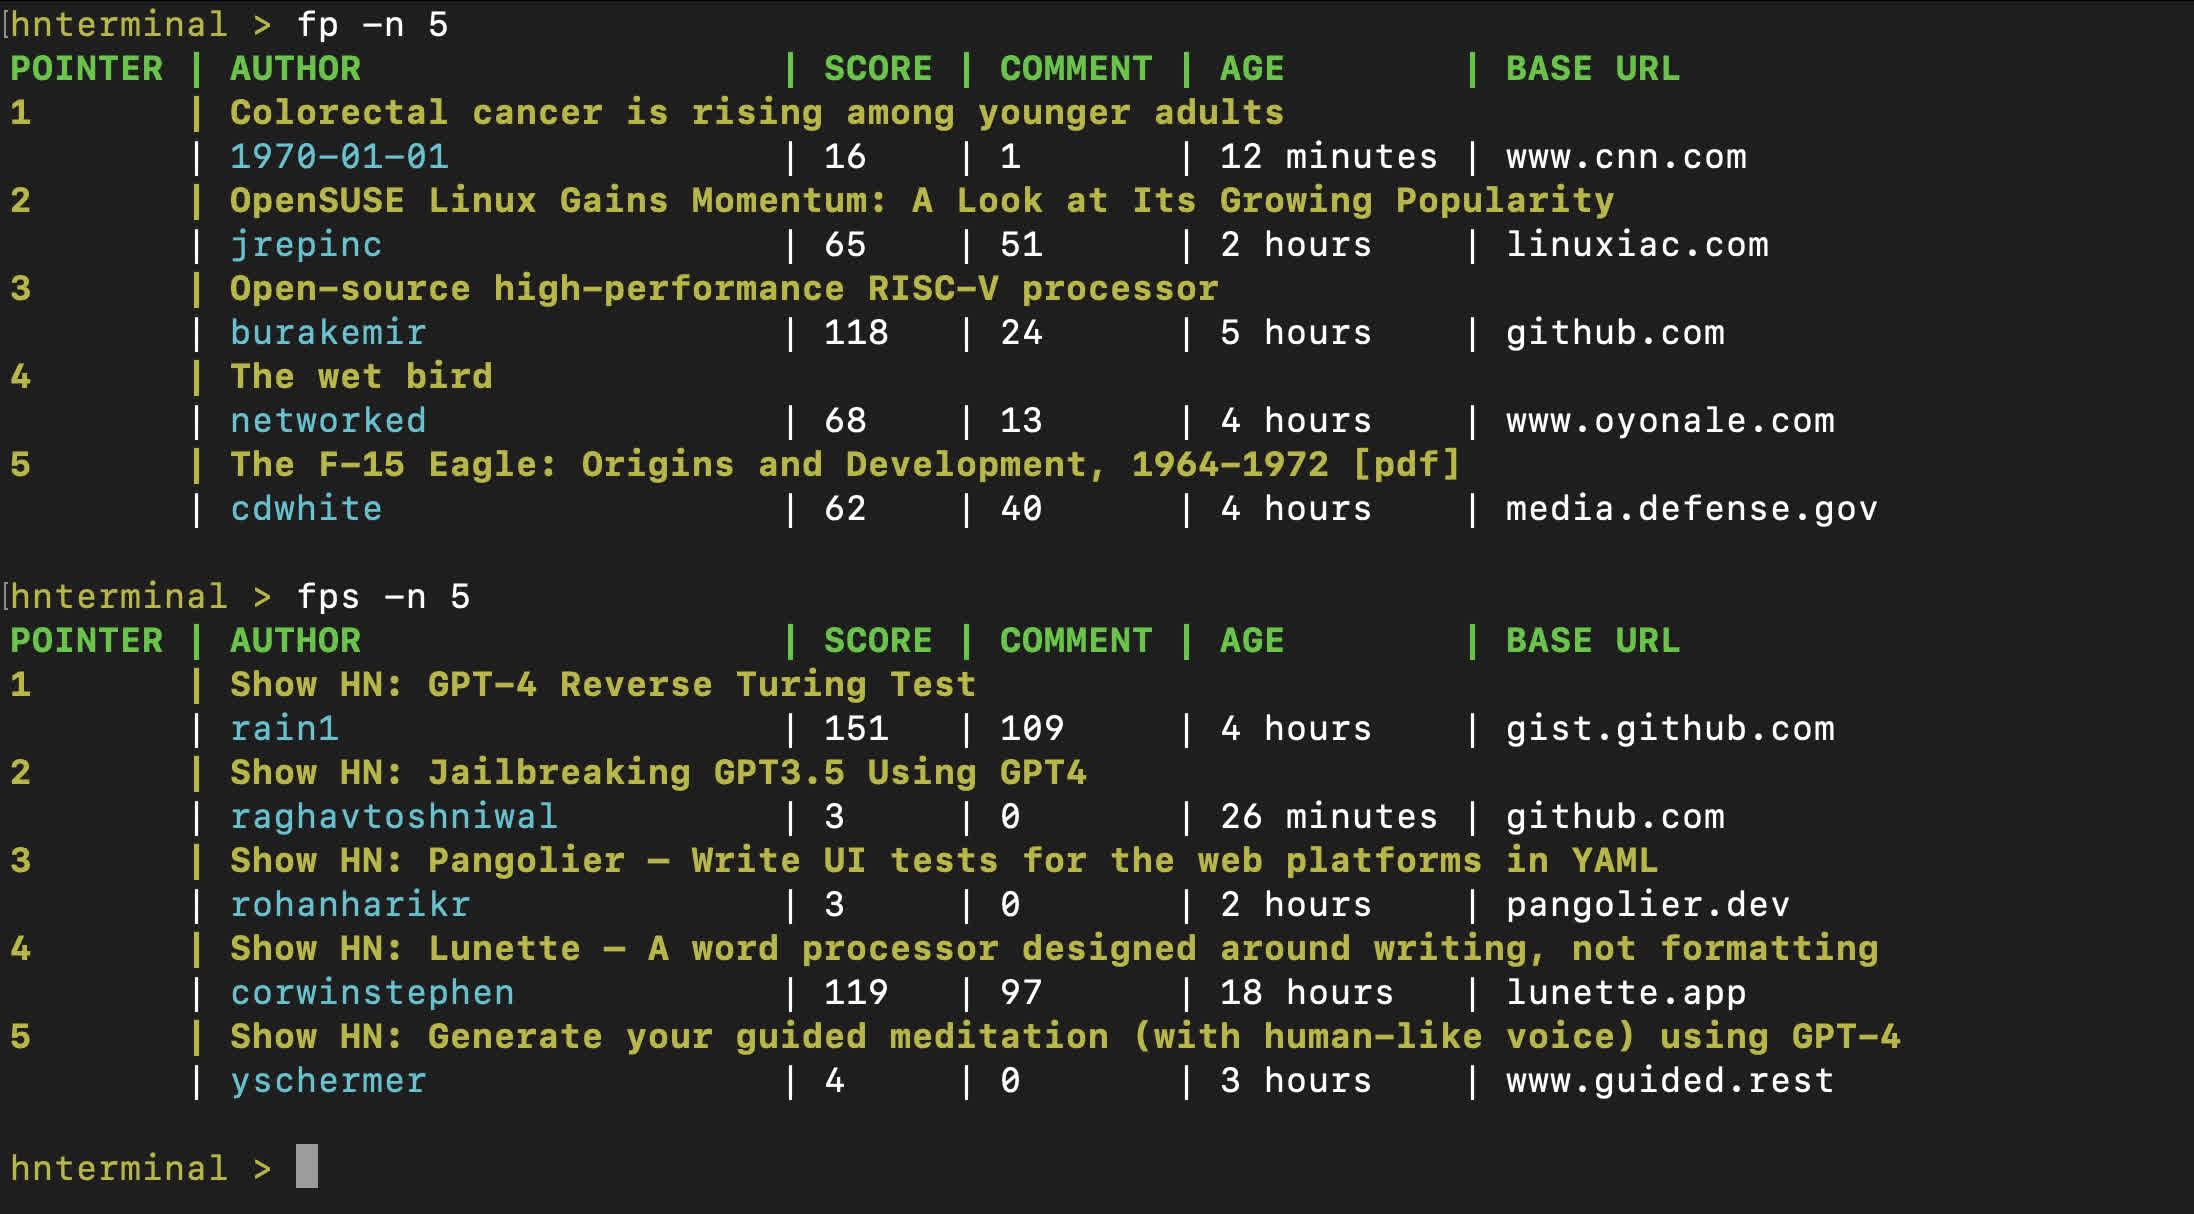 hnterminal > fp -n 5
POINTER | AUTHOR | SCORE | COMMENT | AGE | BASE URL
1 | Colorectal cancer is rising among younger adults
| 1970-01-01 | 16 | 1 | 12 minutes | www.cnn.com
2 | OpenSUSE Linux Gains Momentum: A Look at Its Growing Popularity
| jrepinc | 65 | 51 | 2 hours | linuxiac.com
3 | Open-source high-performance RISC-V processor
| burakemir | 118 | 24 | 5 hours | github.com
4 | The wet bird
| networked | 68 | 13 | 4 hours | www.oyonale.com
5 | The F-15 Eagle: Origins and Development, 1964-1972 [pdf]
| cdwhite | 62 | 40 | 4 hours | media.defense.gov
hnterminal > fps -n 5
POINTER | AUTHOR | SCORE | COMMENT | AGE | BASE URL
1 | Show HN: GPT-4 Reverse Turing Test
| rain1 | 151 | 109 | 4 hours | gist.github.com
2 | Show HN: Jailbreaking GPT3.5 Using GPT4
| raghavtoshniwal | 3 | 0 | 26 minutes | github.com
3 | Show HN: Pangolier – Write UI tests for the web platforms in YAML
| rohanharikr | 3 | 0 | 2 hours | pangolier.dev
4 | Show HN: Lunette – A word processor designed around writing, not formatting
| corwinstephen | 119 | 97 | 18 hours | lunette.app
5 | Show HN: Generate your guided meditation (with human-like voice) using GPT-4
| yschermer | 4 | 0 | 3 hours | www.guided.rest
hnterminal >